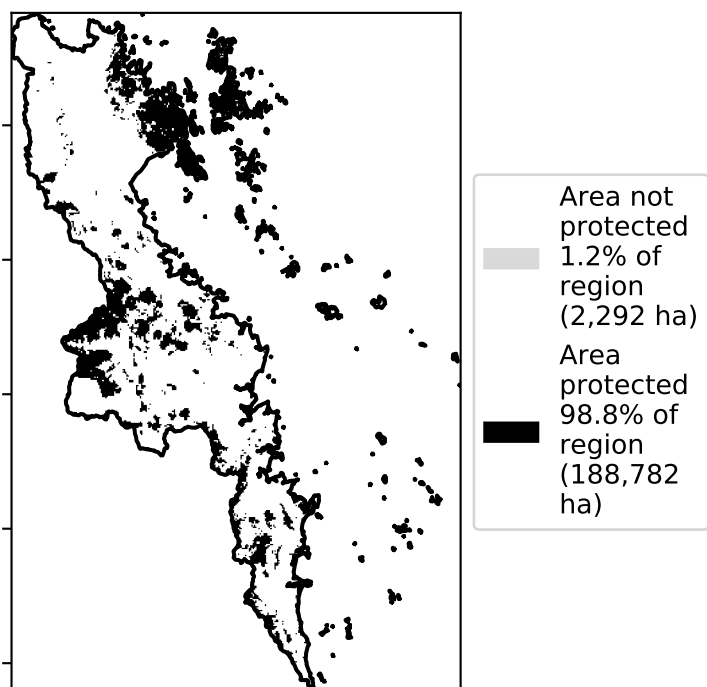 Area not
protected
1.2% of
region
(2,292 ha)
Area
protected
98.8% of
region
(188,782
ha)